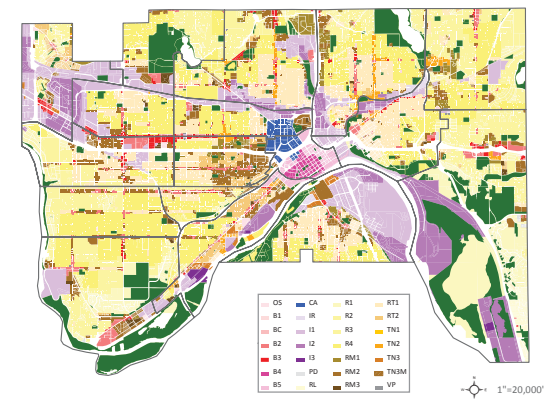 OS CA R1 RT1
B1 IR R2 RT2
BC I1 R3 TN1
B2 I2 R4 TN2
B3 I3 RM1 TN3
B4 PD RM2 TN3M
B5 RL RM3 VP
1"=20,000'